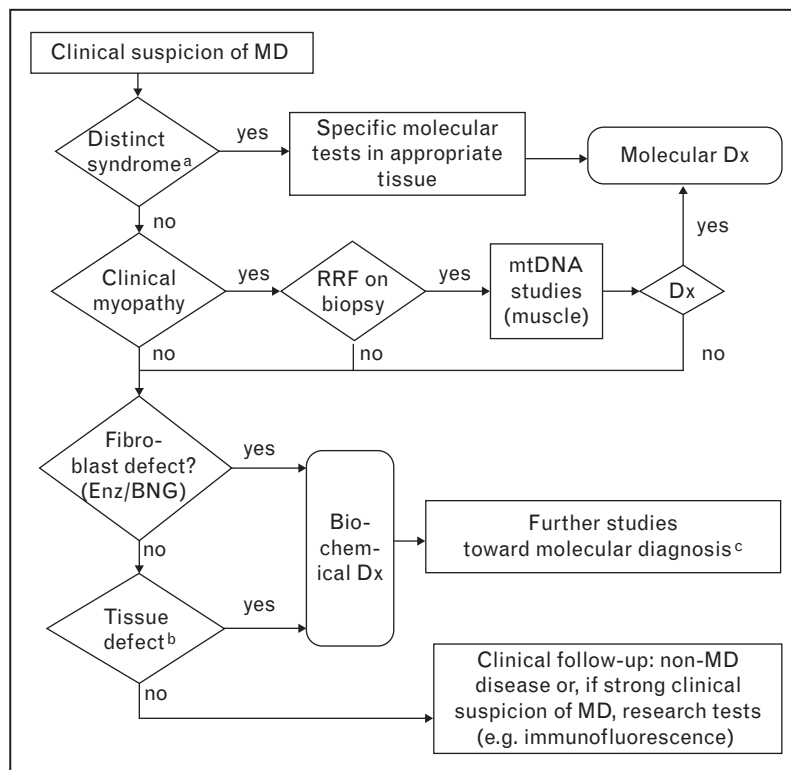 Clinical suspicion of MD
Distinct
syndrome a
yes
Specific molecular
tests in appropriate
tissue
Molecular Dx
no
yes
Clinical
myopathy
yes
RRF on
biopsy
yes
mtDNA
studies
(muscle)
Dx
no
no
no
Fibro-
blast defect?
(Enz/BNG)
yes
Bio-
chem-
ical Dx
Further studies
toward molecular diagnosis c
no
Tissue
defect b
yes
no
Clinical follow-up: non-MD
disease or, if strong clinical
suspicion of MD, research tests
(e.g. immunofluorescence)